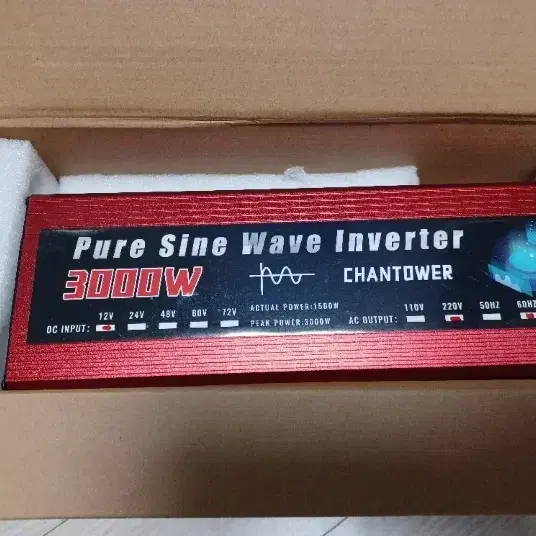 Pure Sine Wave Inverter
3000W
CHANTOWER
12V 24V 48V 60V 72V
DC INPUT:
ACTUAL POWER:1500W
PEAK POWER:3000W
110V 220V 50HZ 60HZ
AC OUTPUT: